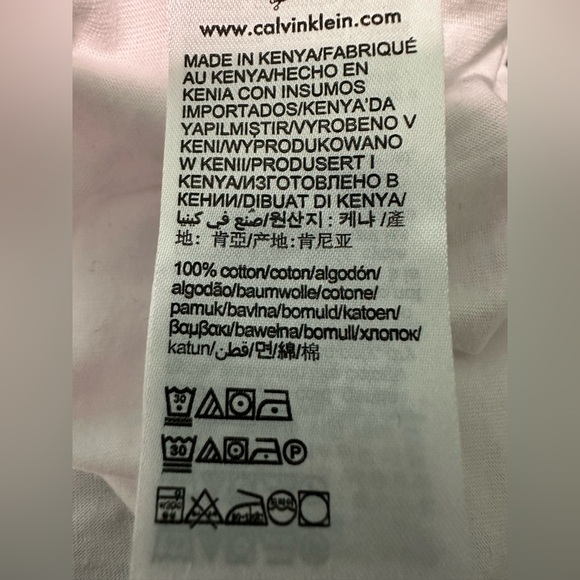 www.calvinklein.com
MADE IN KENYA/FABRIQUÉ
AU KENYA/HECHO EN
KENIA CON INSUMOS
IMPORTADOS/KENYA'DA
YAPILMIŞTIR/VYROBENO V
KENI/WYPRODUKOWANO
W KENII/PRODUSERT I
KENYA/ИЗГОТОВЛЕНО В
КЕНИИ/DIBUAT DI KENYA/
صنع في كينيا/원산지 : 케냐 /產
地: 肯亞/产地:肯尼亚
100% cotton/coton/algodón/
algodão/baumwolle/cotone/
pamuk/bavlna/bomuld/katoen/
βαμβακι/bawełna/bomull/хлопок/
katun/قطن/면/綿/棉
30
30 P